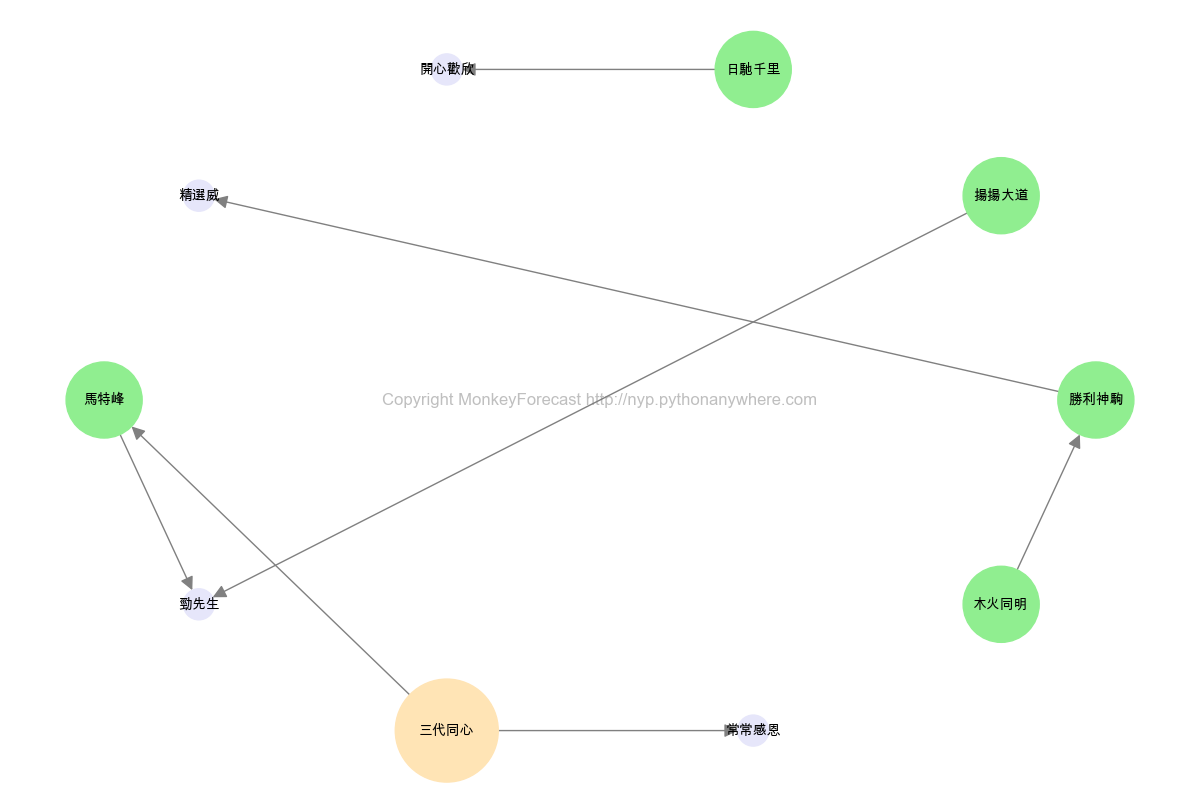 開心歡欣
日馳千里
精選威
揚揚大道
馬特峰
Copyright MonkeyForecast http://nyp.pythonanywhere.com
勝利神駒
勁先生
木火同明
三代同心
常常感恩